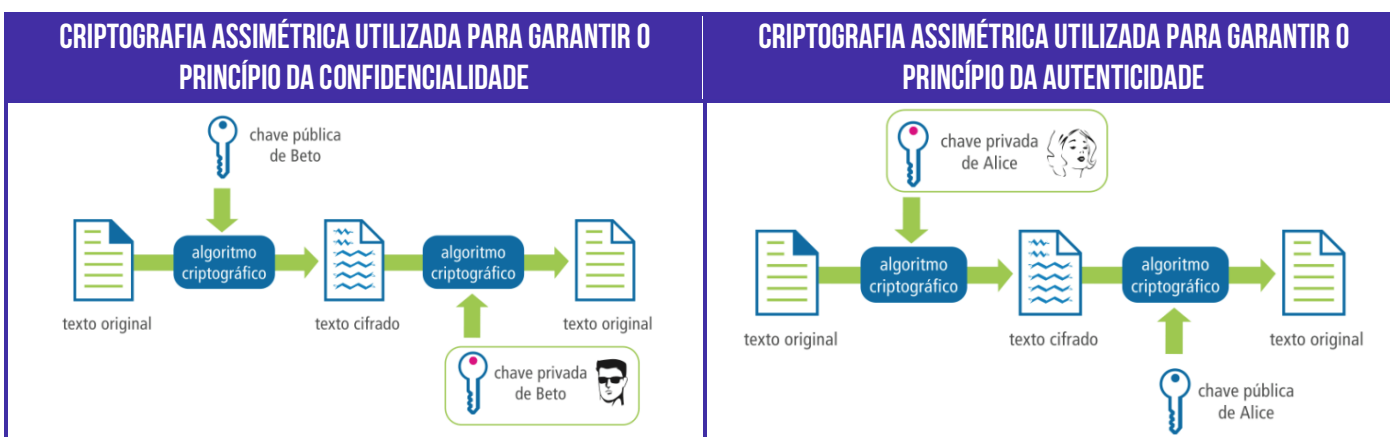 CRIPTOGRAFIA ASSIMÉTRICA UTILIZADA PARA GARANTIR O
PRINCÍPIO DA CONFIDENCIALIDADE
chave pública
de Beto
algoritmo
criptográfico
algoritmo
criptográfico
texto original
texto cifrado
texto original
chave privada
de Beto
CRIPTOGRAFIA ASSIMÉTRICA UTILIZADA PARA GARANTIR O
PRINCÍPIO DA AUTENTICIDADE
chave privada
de Alice
algoritmo
criptográfico
algoritmo
criptográfico
texto original
texto cifrado
texto original
chave pública
de Alice